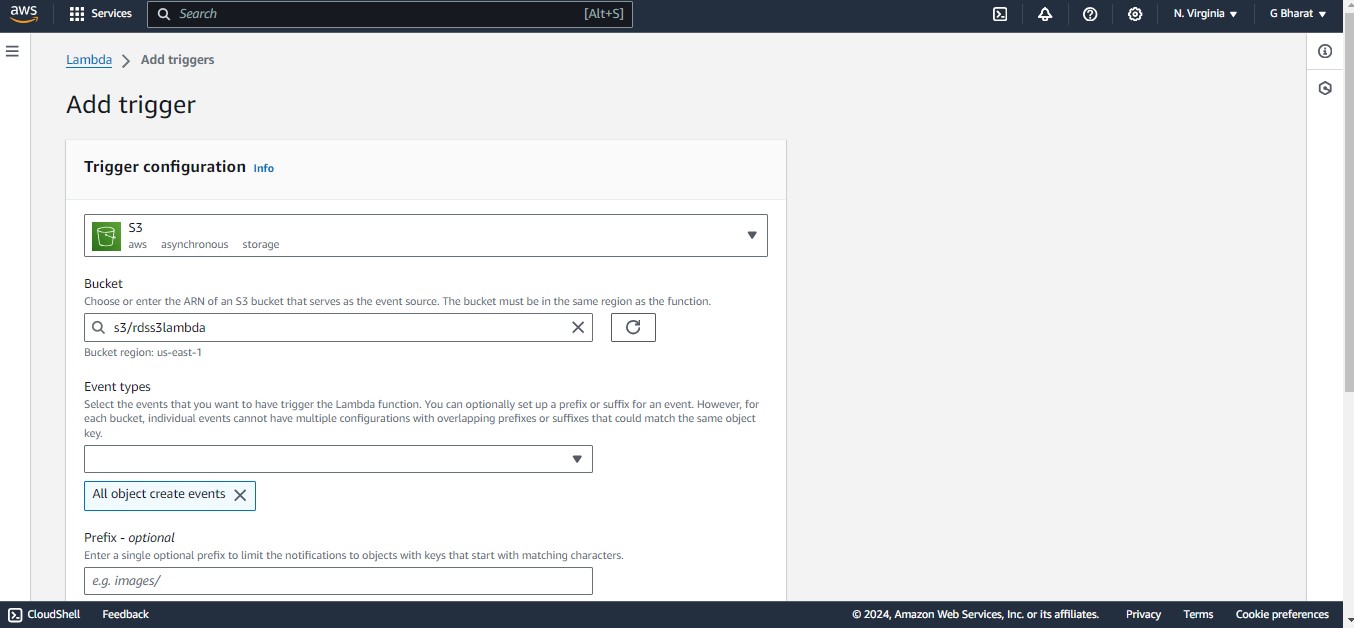 aws Services Search [Alt+S] N. Virginia G Bharat
Lambda Add triggers
Add trigger
Trigger configuration Info
S3
aws asynchronous storage
Bucket
Choose or enter the ARN of an S3 bucket that serves as the event source. The bucket must be in the same region as the function.
s3/rdss3lambda
Bucket region: us-east-1
Event types
Select the events that you want to have trigger the Lambda function. You can optionally set up a prefix or suffix for an event. However, for
each bucket, individual events cannot have multiple configurations with overlapping prefixes or suffixes that could match the same object
key.
All object create events
Prefix - optional
Enter a single optional prefix to limit the notifications to objects with keys that start with matching characters.
e.g. images/
CloudShell Feedback © 2024, Amazon Web Services, Inc. or its affiliates. Privacy Terms Cookie preferences